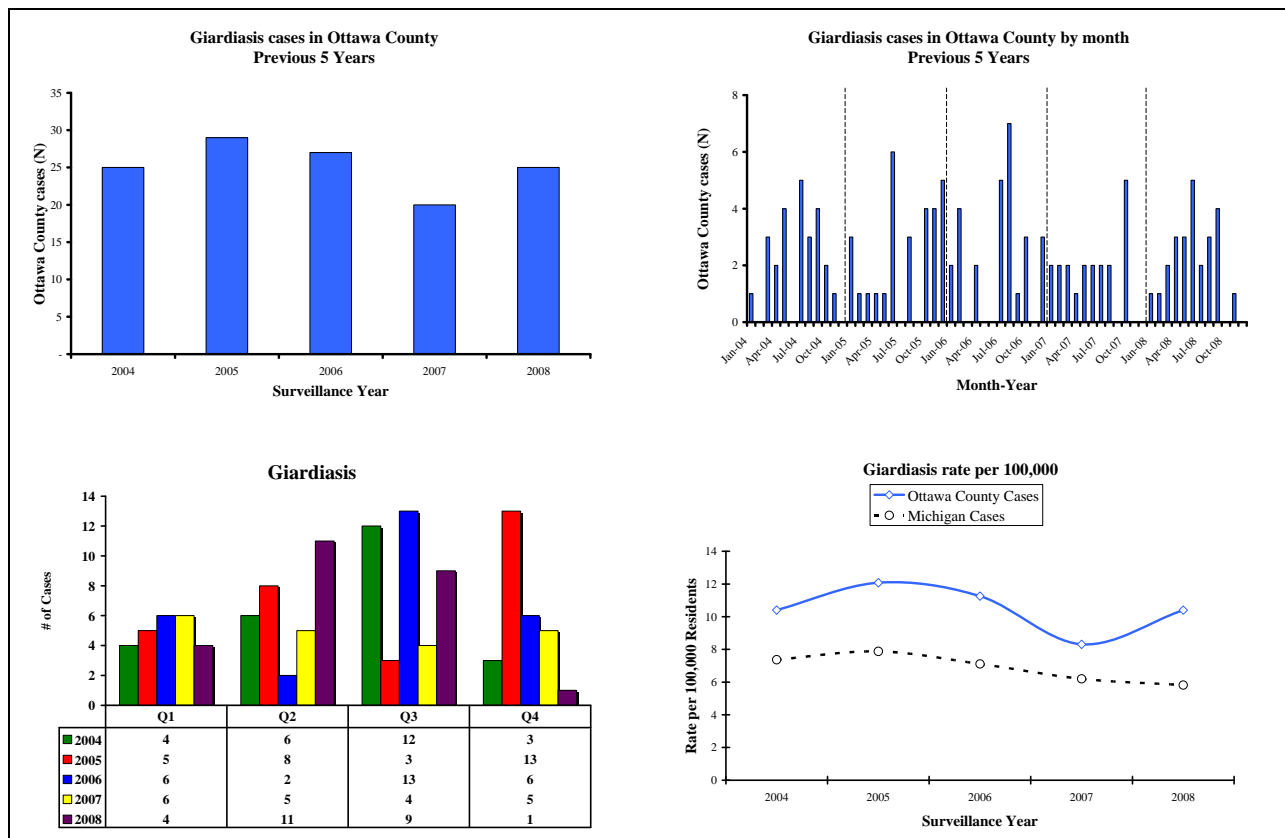 Giardiasis cases in Ottawa County
Previous 5 Years
35
30
25
20
15
10
5
-
Ottawa County cases (N)
2004 2005 2006 2007 2008
Surveillance Year
Giardiasis cases in Ottawa County by month
Previous 5 Years
8
6
4
2
0
Ottawa County cases (N)
Jan-04 Apr-04 Jul-04 Oct-04 Jan-05 Apr-05 Jul-05 Oct-05 Jan-06 Apr-06 Jul-06 Oct-06 Jan-07 Apr-07 Jul-07 Oct-07 Jan-08 Apr-08 Jul-08 Oct-08
Month-Year
Giardiasis
14
12
10
8
6
4
2
0
# of Cases
Q1 Q2 Q3 Q4
2004 4 6 12 3
2005 5 8 3 13
2006 6 2 13 6
2007 6 5 4 5
2008 4 11 9 1
Giardiasis rate per 100,000
Ottawa County Cases
Michigan Cases
14
12
10
8
6
4
2
0
Rate per 100,000 Residents
2004 2005 2006 2007 2008
Surveillance Year